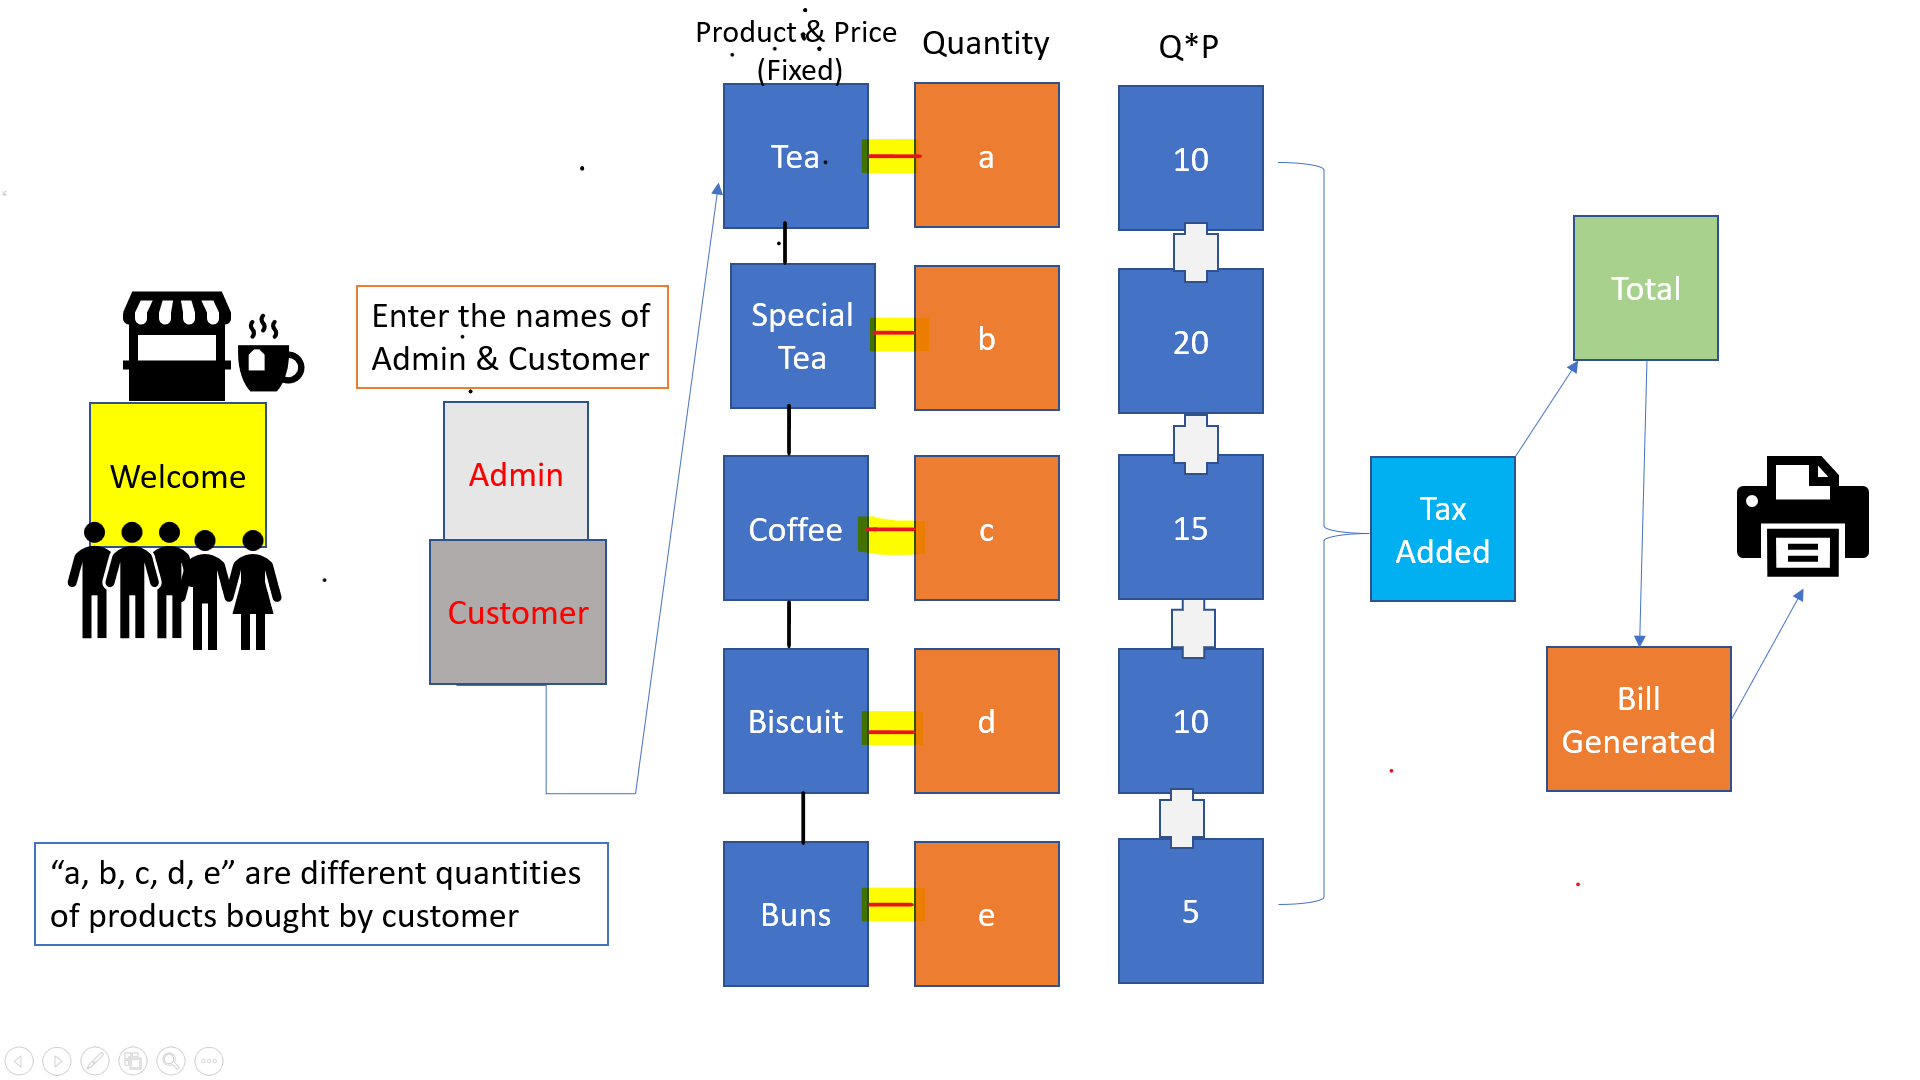 Product & Price
(Fixed)
Quantity
Q*P
Tea
a
10
Special
Tea
b
20
Coffee
c
15
Biscuit
d
10
Buns
e
5
Welcome
Enter the names of
Admin & Customer
Admin
Customer
“a, b, c, d, e” are different quantities
of products bought by customer
Tax
Added
Total
Bill
Generated